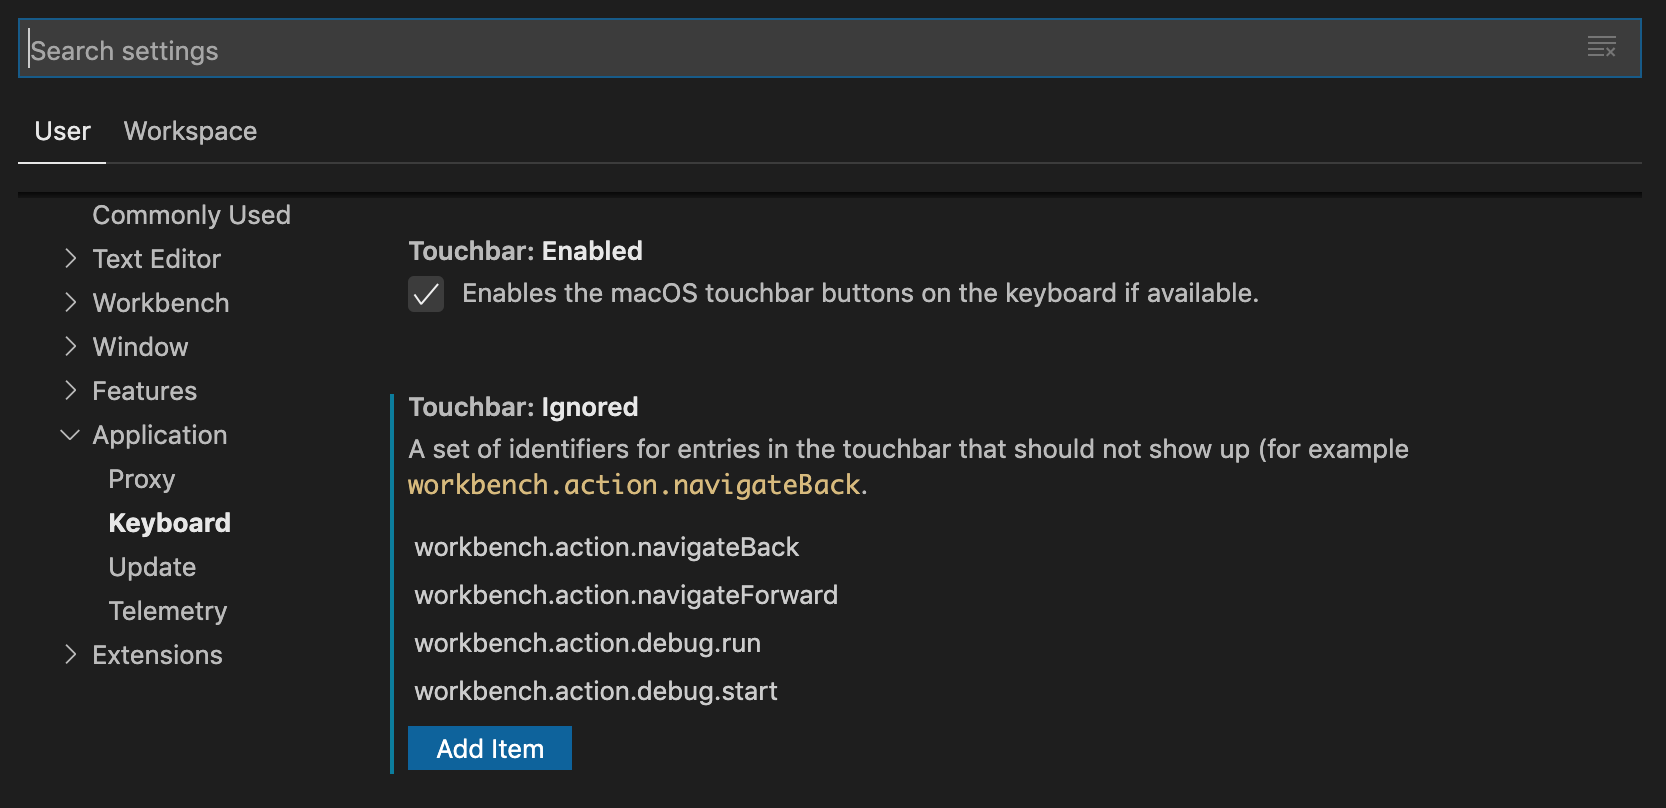 Search settings
User Workspace
Commonly Used
Text Editor
Workbench
Window
Features
Application
Proxy
Keyboard
Update
Telemetry
Extensions
Touchbar: Enabled
Enables the macOS touchbar buttons on the keyboard if available.
Touchbar: Ignored
A set of identifiers for entries in the touchbar that should not show up (for example
workbench.action.navigateBack.
workbench.action.navigateBack
workbench.action.navigateForward
workbench.action.debug.run
workbench.action.debug.start
Add Item